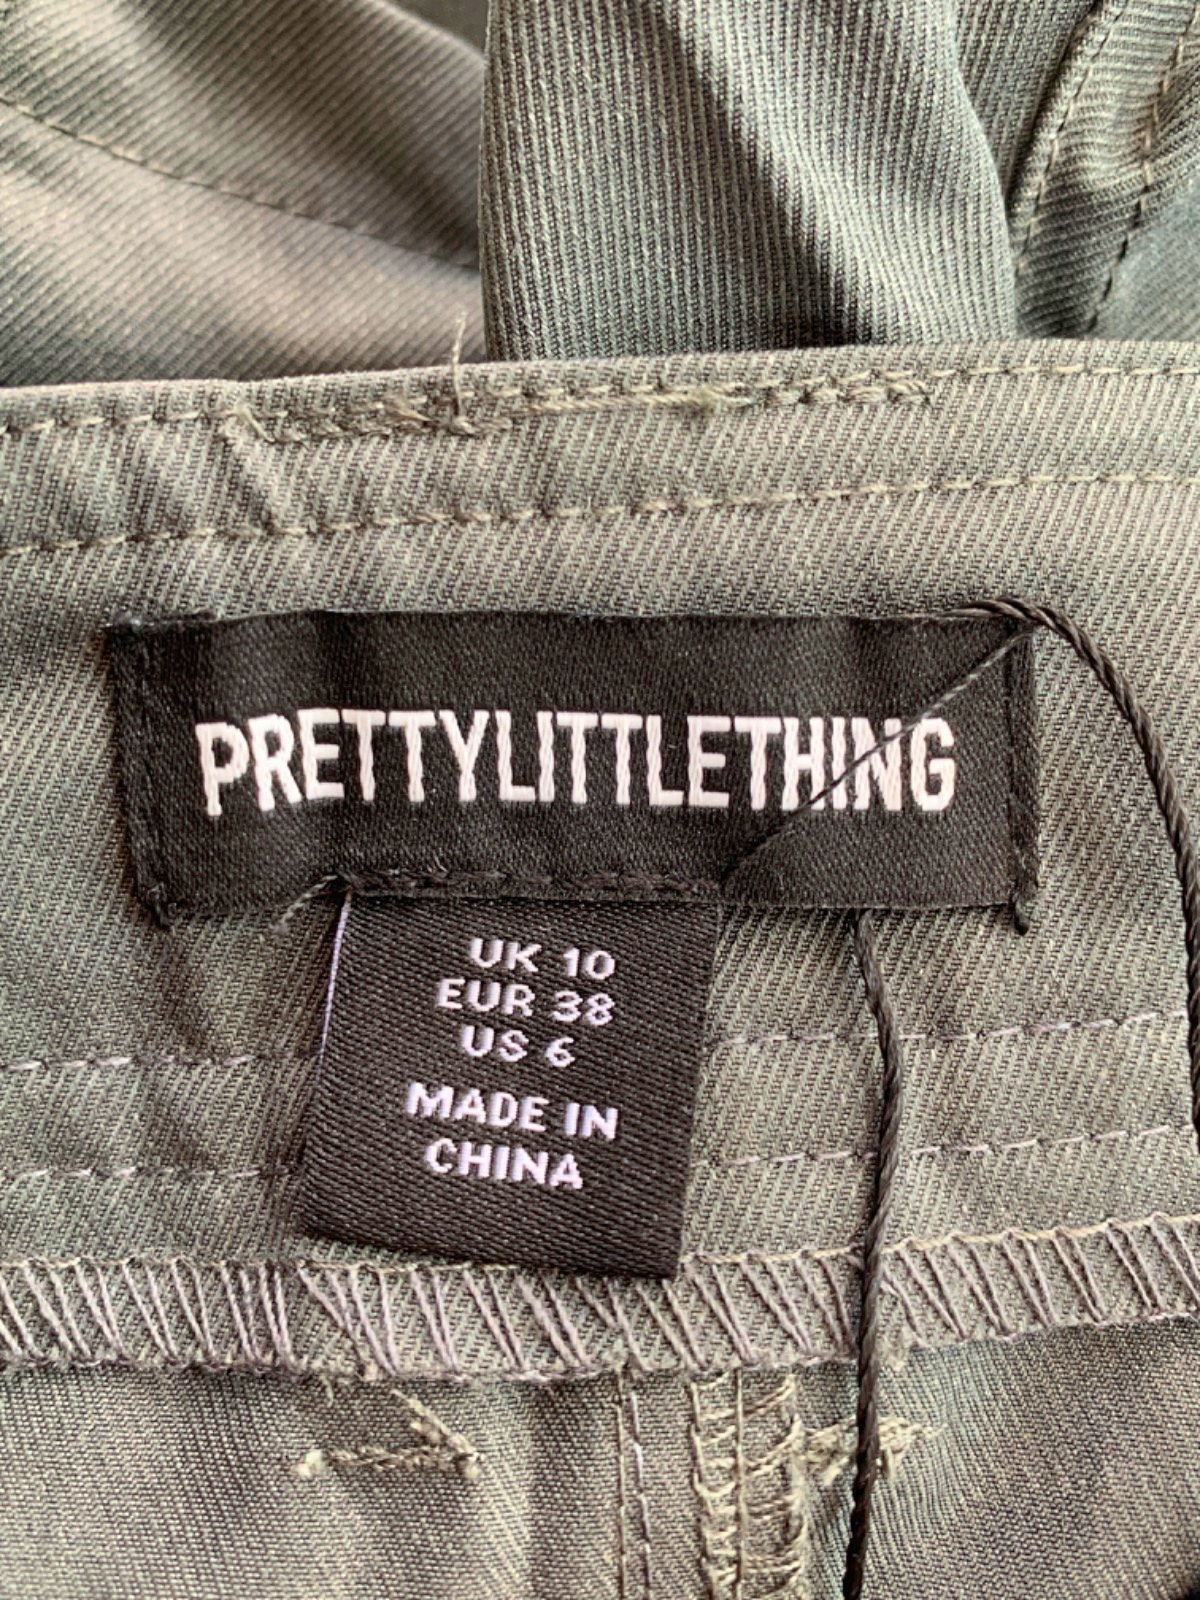 PRETTYLITTLETHING
UK 10
EUR 38
US 6
MADE IN
CHINA